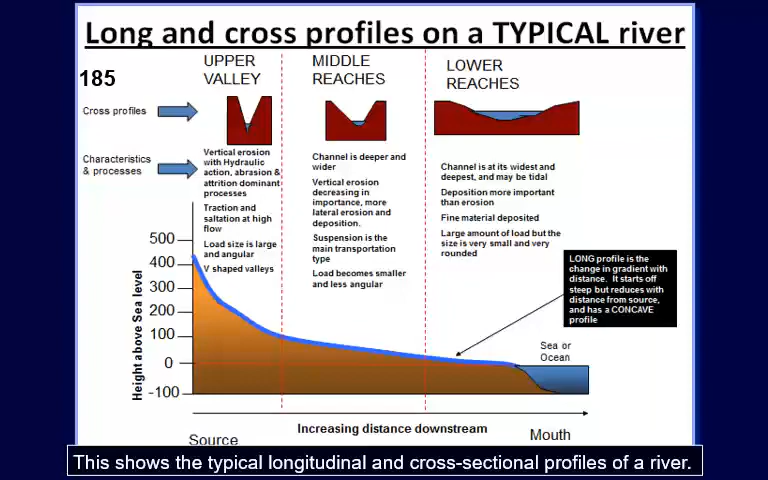 Long and cross profiles on a TYPICAL river
185
UPPER
VALLEY
MIDDLE
REACHES
LOWER
REACHES
Cross profiles
Characteristics
& processes
Vertical erosion
with Hydraulic
action, abrasion &
attrition dominant
processes
Traction and
saltation at high
flow
Load size is large
and angular
V shaped valleys
Channel is deeper and
wider
Vertical erosion
decreasing in
importance, more
lateral erosion and
deposition.
Suspension is the
main transportation
type
Load becomes smaller
and less angular
Channel is at its widest and
deepest, and may be tidal
Deposition more important
than erosion
Fine material deposited
Large amount of load but the
size is very small and very
rounded
LONG profile is the
change in gradient with
distance. It starts off
steep but reduces with
distance from source,
and has a CONCAVE
profile
Height above Sea level
500
400
300
200
100
0
-100
Sea or
Ocean
Increasing distance downstream
Source
Mouth
This shows the typical longitudinal and cross-sectional profiles of a river.